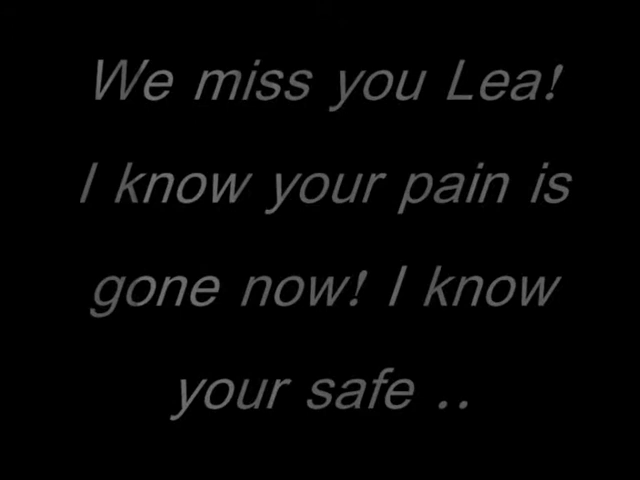 We miss you Lea!
I know your pain is
gone now! I know
your safe ..